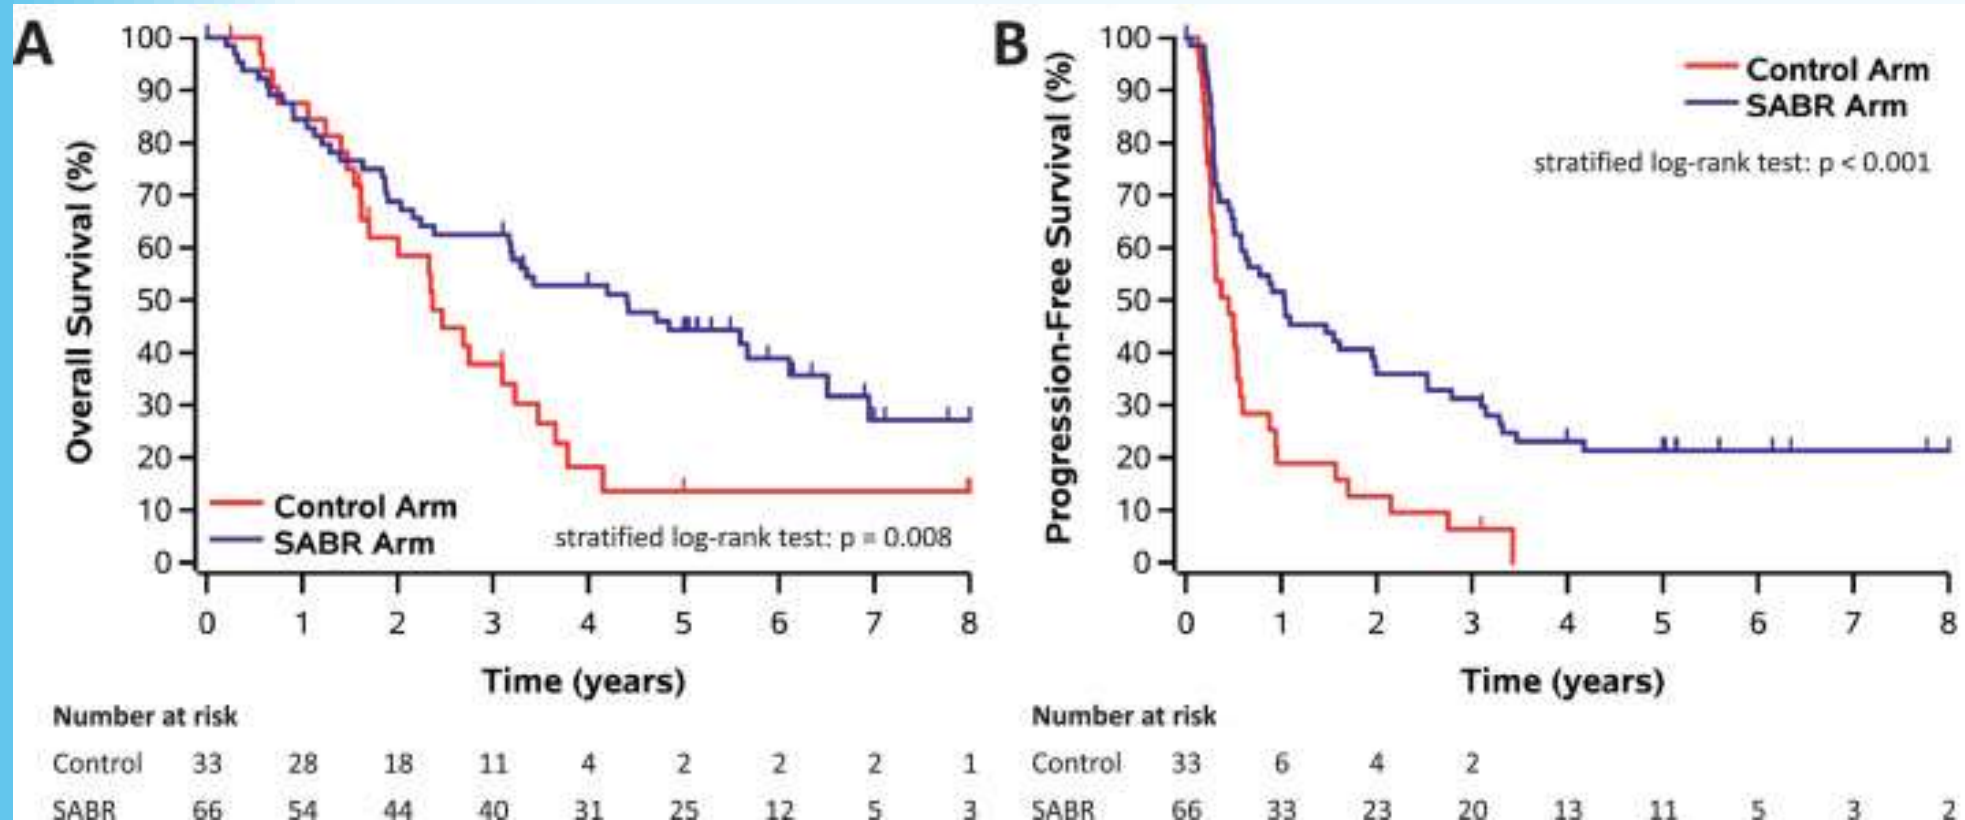 A
Overall Survival (%)
100
90
80
70
60
50
40
30
20
10
0
Control Arm
SABR Arm
stratified log-rank test: p = 0.008
0 1 2 3 4 5 6 7 8
Time (years)
Number at risk
Control 33 28 18 11 4 2 2 2 1
SABR 66 54 44 40 31 25 12 5 3
B
Progression-Free Survival (%)
100
90
80
70
60
50
40
30
20
10
0
Control Arm
SABR Arm
stratified log-rank test: p < 0.001
0 1 2 3 4 5 6 7 8
Time (years)
Number at risk
Control 33 6 4 2
SABR 66 33 23 20 13 11 5 3 2